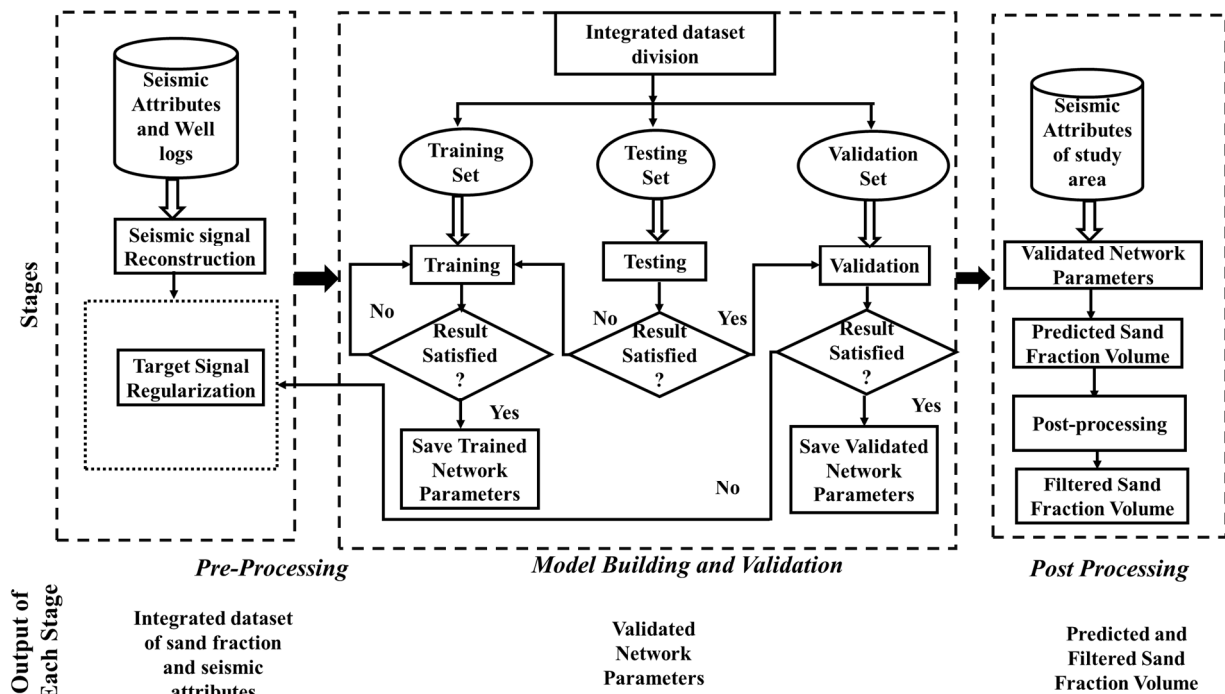 Stages
Seismic
Attributes
and Well
logs
Seismic signal
Reconstruction
Target Signal
Regularization
Pre-Processing
Integrated dataset
division
Training
Set
Testing
Set
Validation
Set
Training
Testing
Validation
No
Result
Satisfied
?
Yes
Save Trained
Network
Parameters
No
Yes
Result
Satisfied
?
Result
Satisfied
?
Yes
No
Save Validated
Network
Parameters
Model Building and Validation
Seismic
Attributes
of study
area
Validated Network
Parameters
Predicted Sand
Fraction Volume
Post-processing
Filtered Sand
Fraction Volume
Post Processing
Output of
Each Stage
Integrated dataset
of sand fraction
and seismic
attributes
Validated
Network
Parameters
Predicted and
Filtered Sand
Fraction Volume